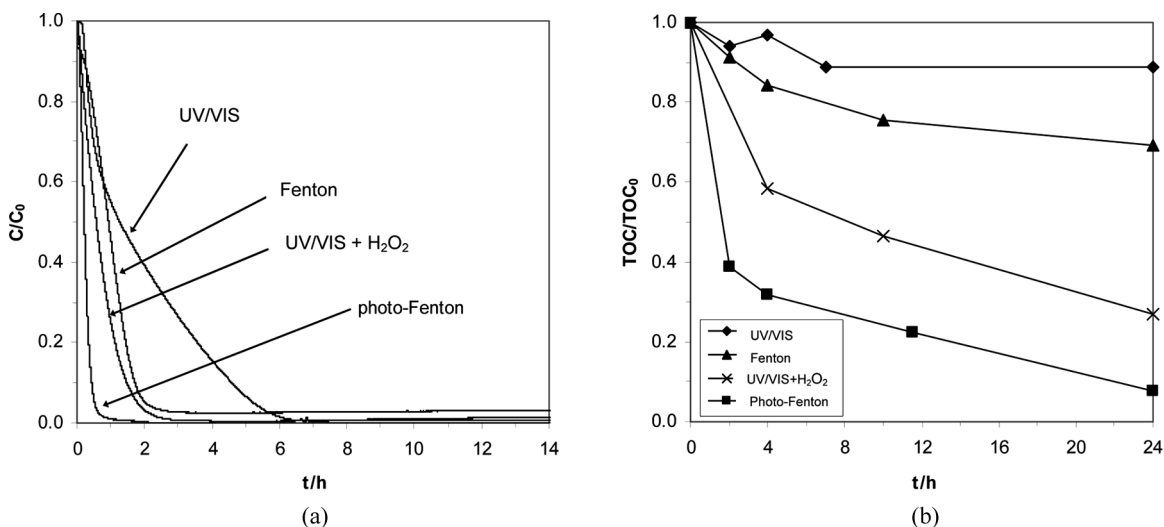 1.0
0.8
0.6
0.4
0.2
0.0
C/C₀
UV/VIS
Fenton
UV/VIS + H₂O₂
photo-Fenton
0 2 4 6 8 10 12 14
t/h
(a)
1.0
0.8
0.6
0.4
0.2
0.0
TOC/TOC₀
UV/VIS
Fenton
UV/VIS+H₂O₂
Photo-Fenton
0 4 8 12 16 20 24
t/h
(b)